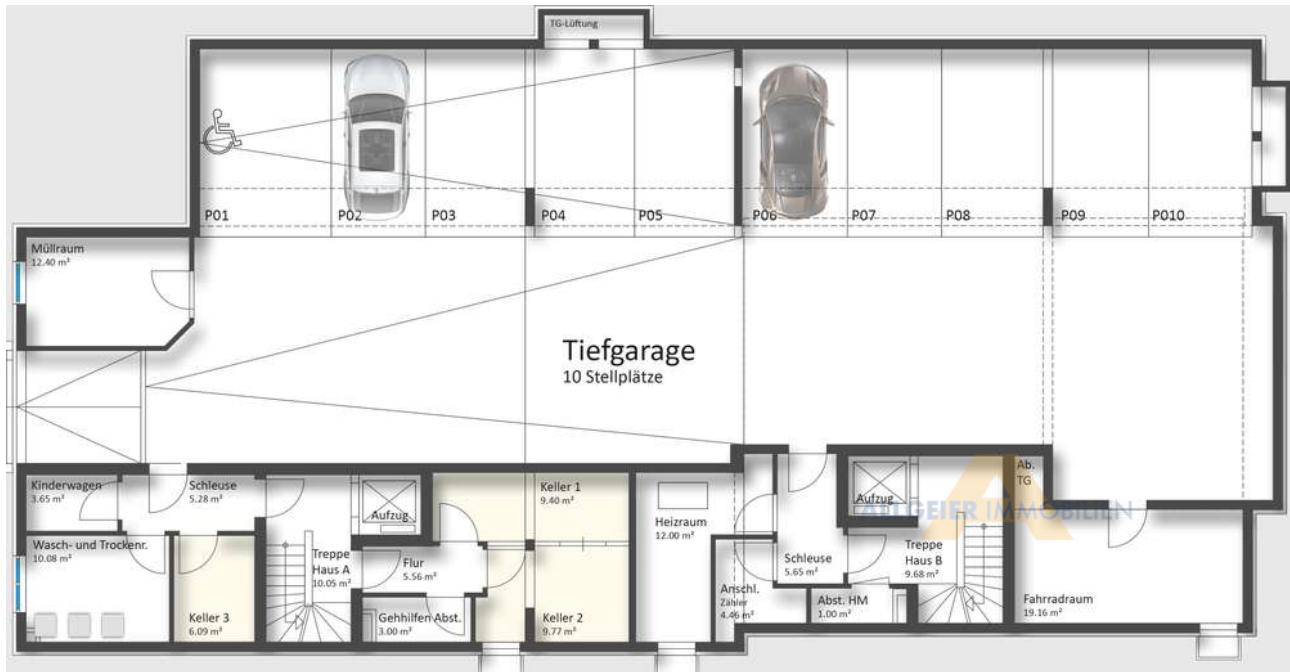 TG-Lüftung
P01
P02
P03
P04
P05
P06
P07
P08
P09
P010
Müllraum
12.40 m²
Tiefgarage
10 Stellplätze
Kinderwagen
3.65 m²
Schleuse
5.28 m²
Aufzug
Keller 1
9.40 m²
Heizraum
12.00 m²
Aufzug
Ab.
TG
ALLGEIER IMMOBILIEN
Wasch- und Trockenr.
10.08 m²
Treppe
Haus A
10.05 m²
Flur
5.56 m²
Schleuse
5.65 m²
Treppe
Haus B
9.68 m²
Keller 3
6.09 m²
Gehhilfen Abst.
3.00 m²
Keller 2
9.77 m²
Anschl.
Zähler
4.46 m²
Abst. HM
1.00 m²
Fahrradraum
19.16 m²